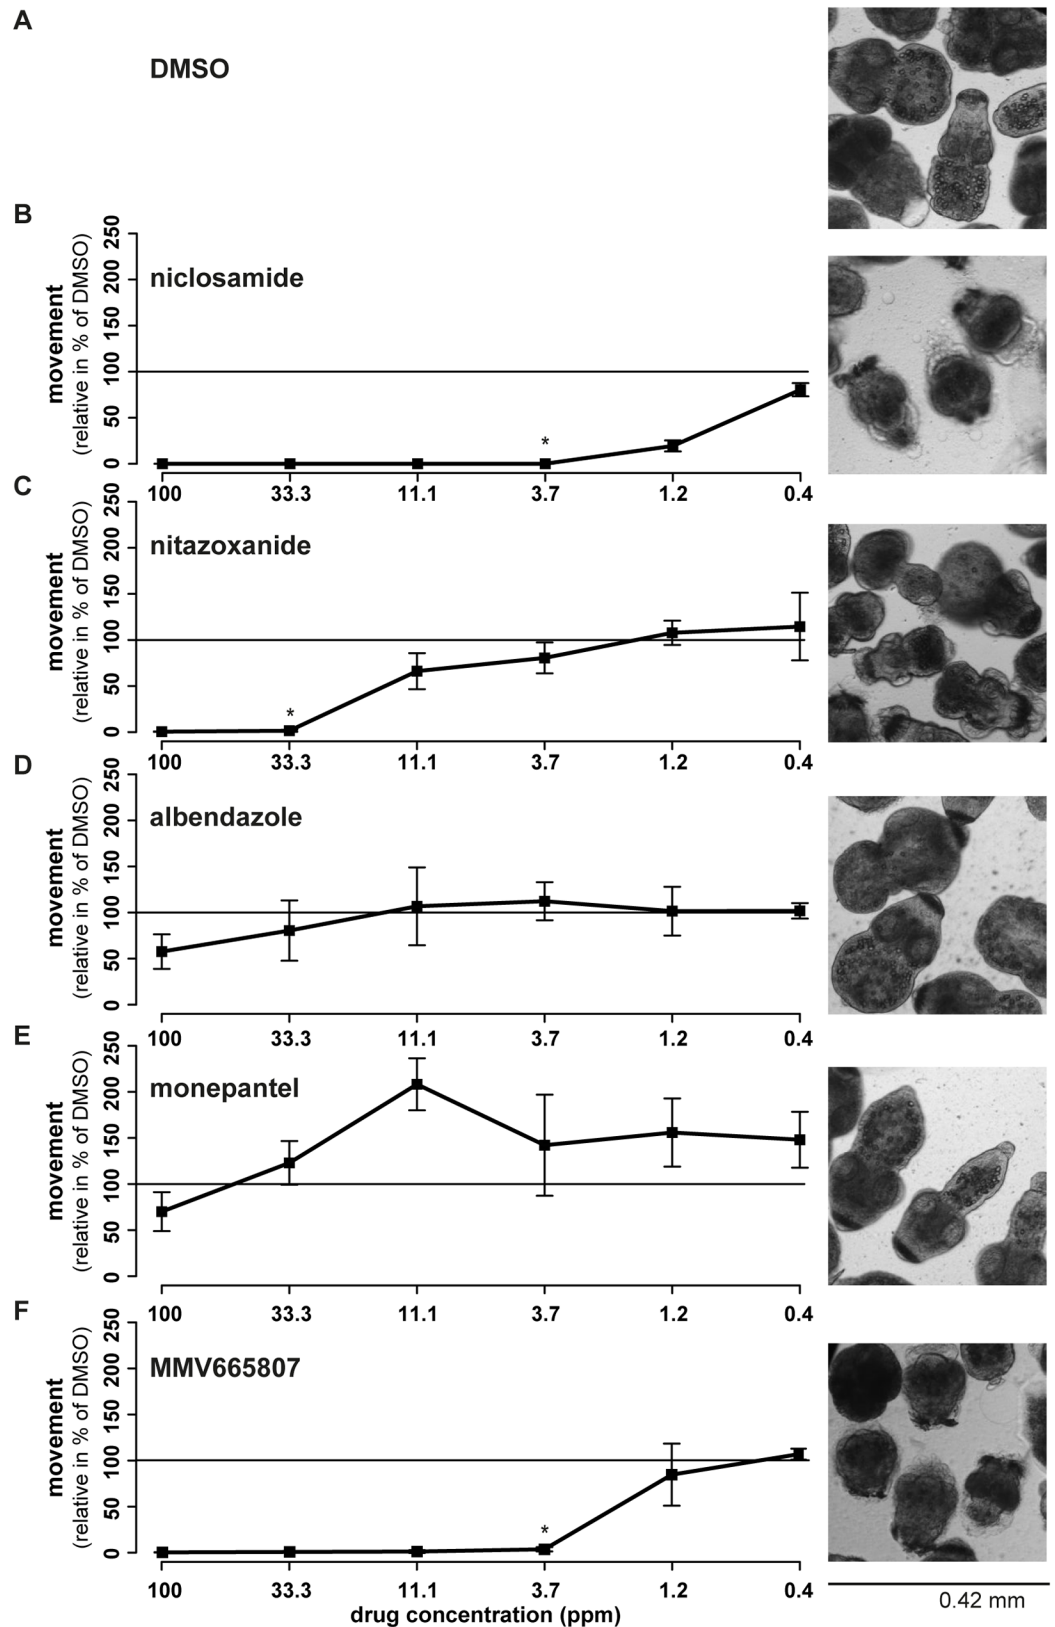 A
DMSO
B
movement
(relative in % of DMSO)
250
200
150
100
50
0
niclosamide
*
100 33.3 11.1 3.7 1.2 0.4
C
movement
(relative in % of DMSO)
250
200
150
100
50
0
nitazoxanide
*
100 33.3 11.1 3.7 1.2 0.4
D
movement
(relative in % of DMSO)
250
200
150
100
50
0
albendazole
100 33.3 11.1 3.7 1.2 0.4
E
movement
(relative in % of DMSO)
250
200
150
100
50
0
monepantel
100 33.3 11.1 3.7 1.2 0.4
F
movement
(relative in % of DMSO)
250
200
150
100
50
0
MMV665807
*
100 33.3 11.1 3.7 1.2 0.4
drug concentration (ppm)
0.42 mm